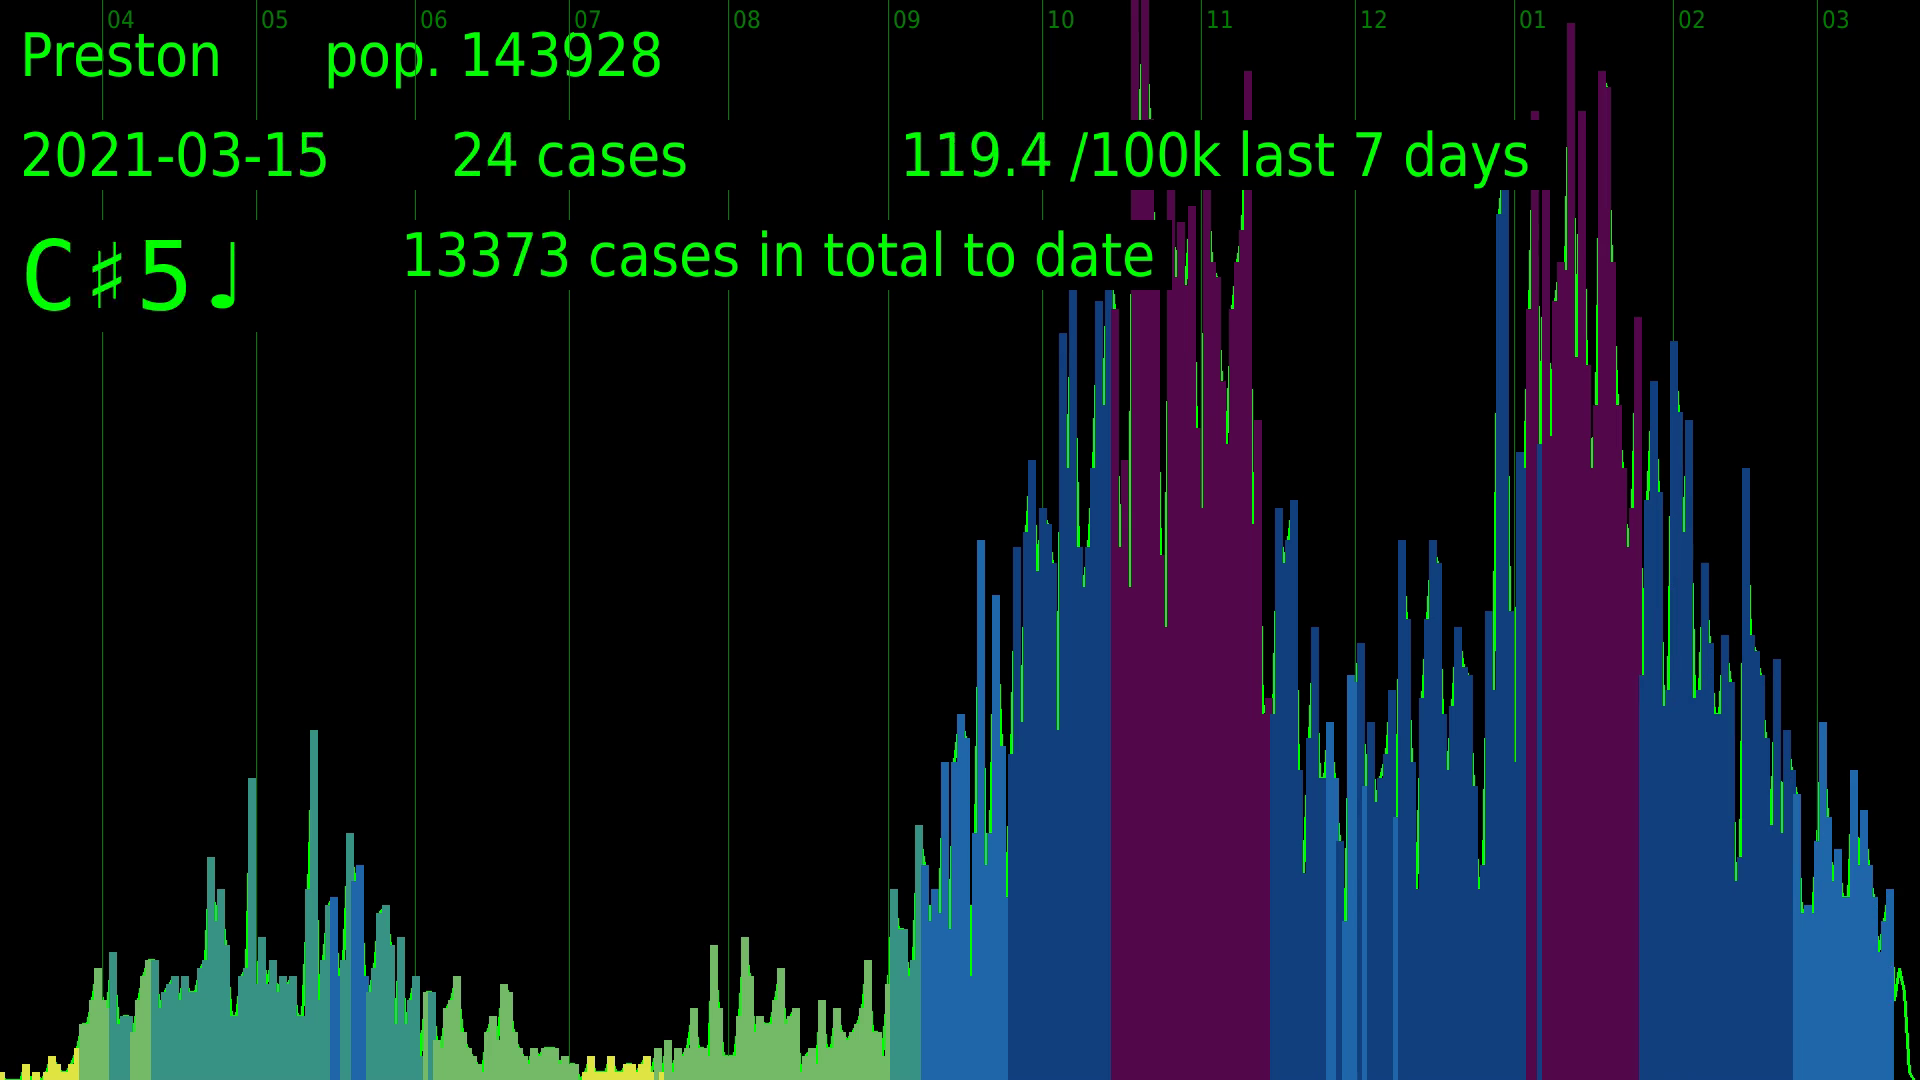 04 05 06 07 08 09 10 11 12 01 02 03
Preston pop. 143928
2021-03-15 24 cases 119.4 /100k last 7 days
C♯5♩ 13373 cases in total to date